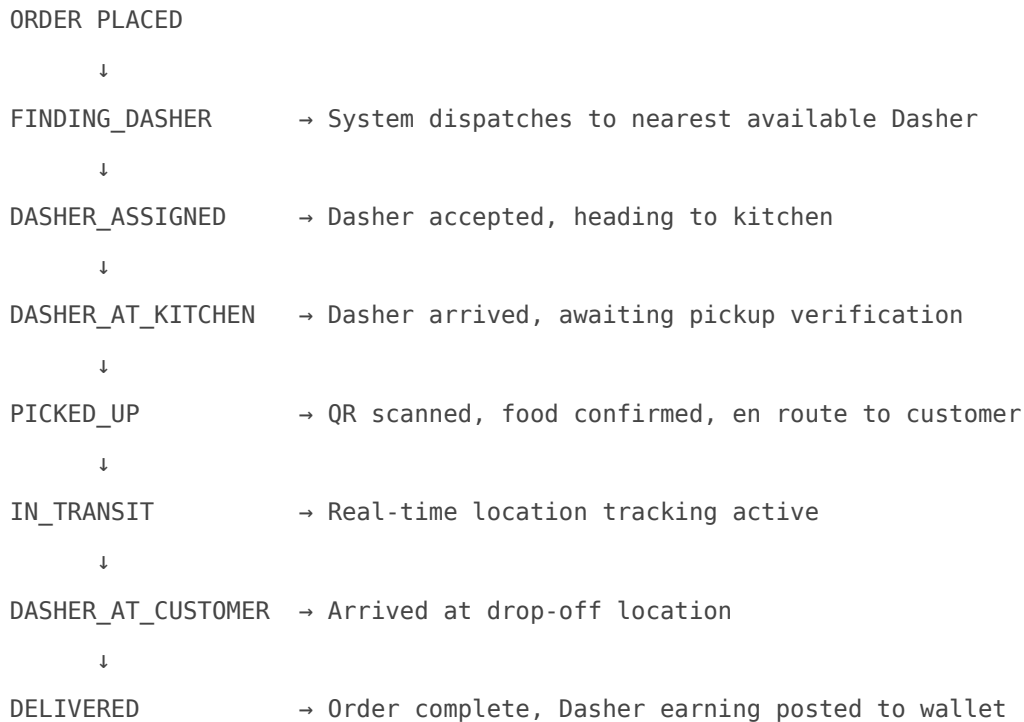 ORDER PLACED
↓
FINDING_DASHER → System dispatches to nearest available Dasher
↓
DASHER_ASSIGNED → Dasher accepted, heading to kitchen
↓
DASHER_AT_KITCHEN → Dasher arrived, awaiting pickup verification
↓
PICKED_UP → QR scanned, food confirmed, en route to customer
↓
IN_TRANSIT → Real-time location tracking active
↓
DASHER_AT_CUSTOMER → Arrived at drop-off location
↓
DELIVERED → Order complete, Dasher earning posted to wallet